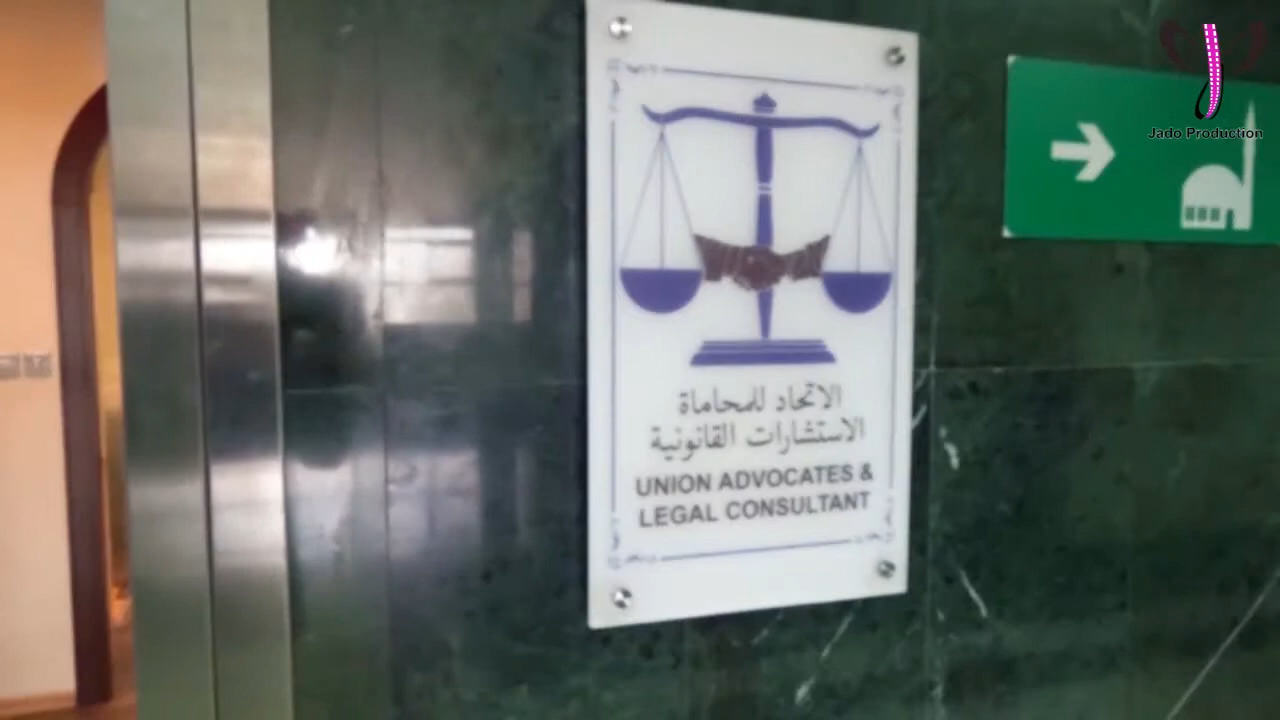 Jado Production
الاتحاد للمحاماة
الاستشارات القانونية
UNION ADVOCATES &
LEGAL CONSULTANT